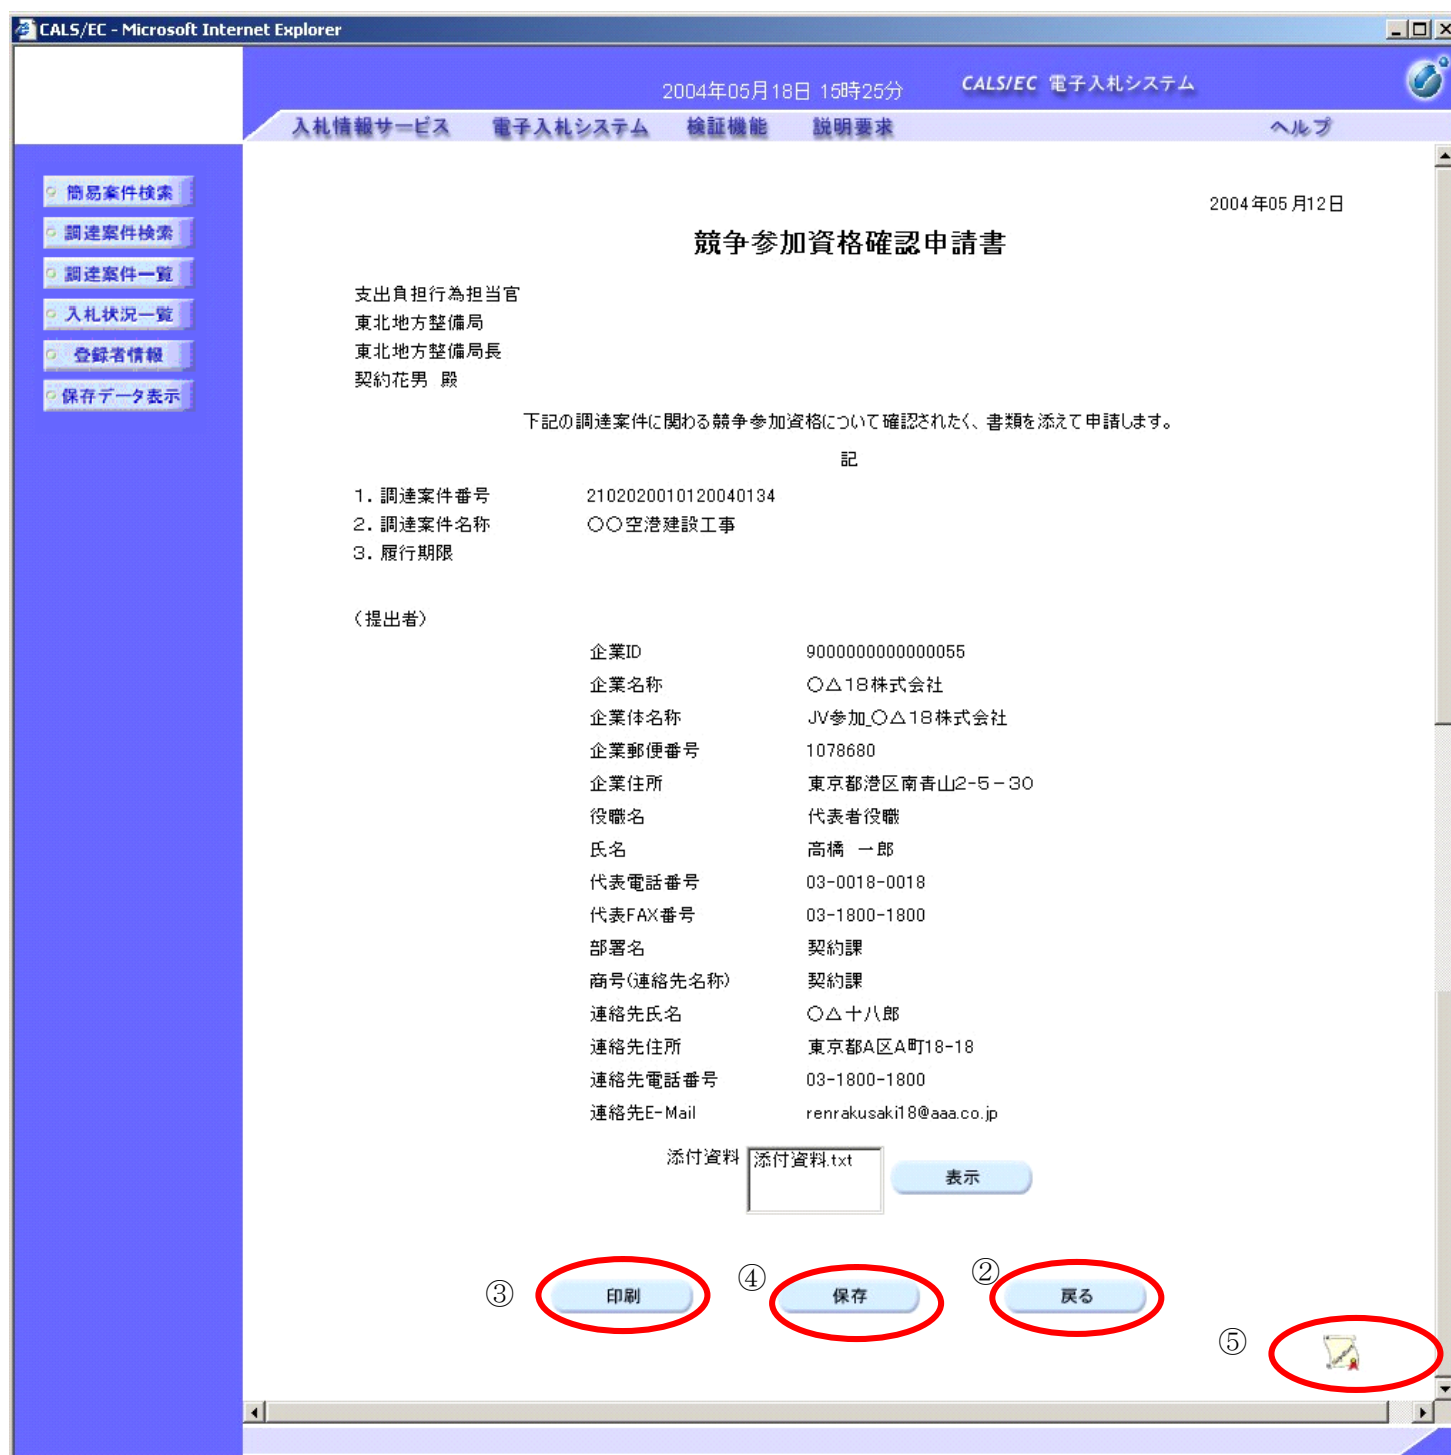 CALS/EC - Microsoft Internet Explorer
2004年05月18日 15時25分
CALS/EC 電子入札システム
入札情報サービス 電子入札システム 検証機能 説明要求 ヘルプ
簡易案件検索
調達案件検索
調達案件一覧
入札状況一覧
登録者情報
保存データ表示
2004年05月12日
競争参加資格確認申請書
支出負担行為担当官
東北地方整備局
東北地方整備局長
契約花男 殿
下記の調達案件に関わる競争参加資格について確認されたく、書類を添えて申請します。
記
1.調達案件番号 2102020010120040134
2.調達案件名称 〇〇空港建設工事
3.履行期限
(提出者)
企業ID 9000000000000055
企業名称 〇△18株式会社
企業体名称 JV参加_〇△18株式会社
企業郵便番号 1078680
企業住所 東京都港区南青山2-5-30
役職名 代表者役職
氏名 高橋 一郎
代表電話番号 03-0018-0018
代表FAX番号 03-1800-1800
部署名 契約課
商号(連絡先名称) 契約課
連絡先氏名 〇△十八郎
連絡先住所 東京都A区A町18-18
連絡先電話番号 03-1800-1800
連絡先E-Mail renrakusaki18@aaa.co.jp
添付資料 添付資料.txt 表示
③ 印刷 ④ 保存 ② 戻る
⑤